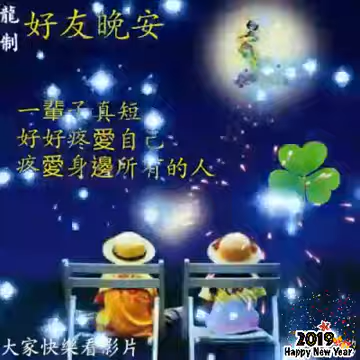 龍制
好友晚安
一輩子真短
好好疼愛自己
疼愛身邊所有的人
大家快樂看影片
2019
Happy New Year